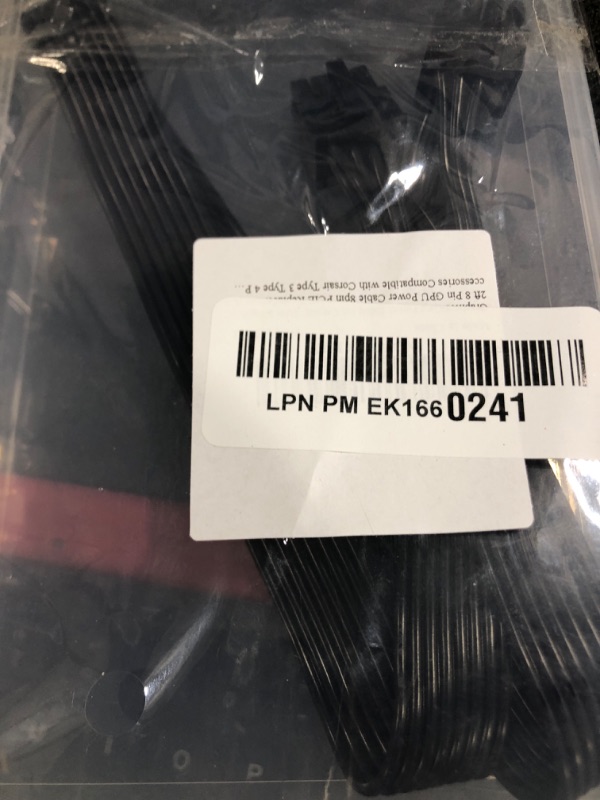 2ft 8 Pin GPU Power Cable 8pin PCIE
ccessories Compatible with Corsair Type 3 Type 4 P...
LPN PM EK1660241